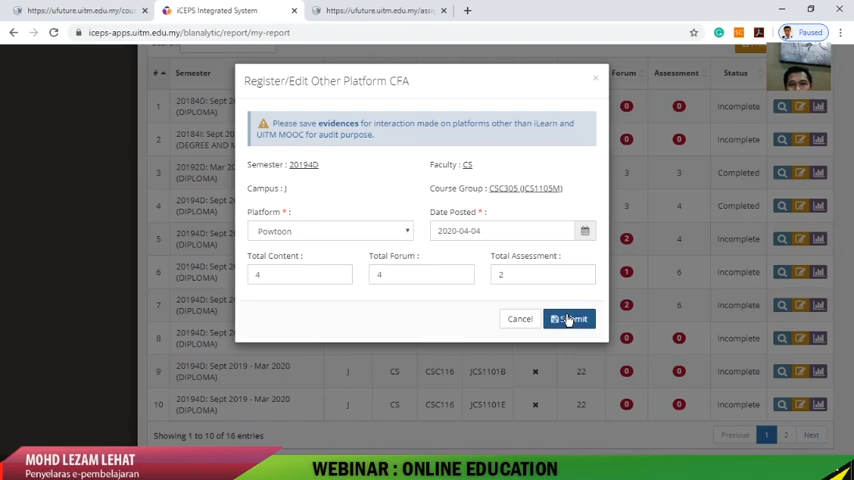 https://ufuture.uitm.edu.my/cou
iCEPS Integrated System
https://ufuture.uitm.edu.my/ass
iceps-apps.uitm.edu.my/blanalytic/report/my-report
Paused
Register/Edit Other Platform CFA
Please save evidences for interaction made on platforms other than iLearn and
UiTM MOOC for audit purpose.
Semester : 20194D
Faculty : CS
Campus : J
Course Group : CSC305 (JCS1105M)
Platform * :
Date Posted * :
Powtoon
2020-04-04
Total Content :
Total Forum :
Total Assessment :
4
4
2
Cancel
Submit
# Semester
Forum
Assessment
Status
1 20184D: Sept 20
(DIPLOMA)
0 0 Incomplete
2 20184I: Sept 20
(DEGREE AND M
0 0 Incomplete
3 20192D: Mar 20
(DIPLOMA)
3 3 Completed
4 20194D: Sept 20
(DIPLOMA)
3 4 Completed
5 20194D: Sept 20
(DIPLOMA)
2 4 Incomplete
6 20194D: Sept 20
(DIPLOMA)
1 6 Incomplete
7 20194D: Sept 20
(DIPLOMA)
2 6 Incomplete
8 20194D: Sept 20
(DIPLOMA)
0 0 Incomplete
9 20194D: Sept 2019 - Mar 2020
(DIPLOMA)
J CS CSC116 JCS1101B 22 0 0 Incomplete
10 20194D: Sept 2019 - Mar 2020
(DIPLOMA)
J CS CSC116 JCS1101E 22 0 0 Incomplete
Showing 1 to 10 of 16 entries
Previous 1 2 Next
MOHD LEZAM LEHAT
Penyelaras e-pembelajaran
WEBINAR : ONLINE EDUCATION